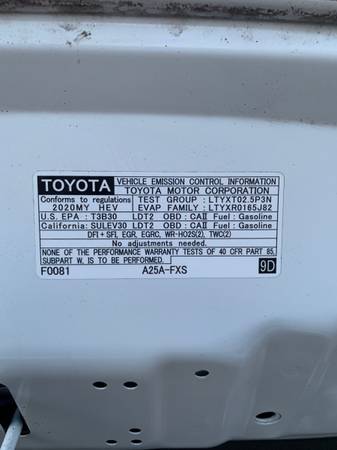 TOYOTA
VEHICLE EMISSION CONTROL INFORMATION
TOYOTA MOTOR CORPORATION
Conforms to regulations
2020MY HEV
TEST GROUP : LTYXT02.5P3N
EVAP FAMILY : LTYXR0165J82
U.S. EPA : T3B30 LDT2 OBD : CAⅡ Fuel : Gasoline
California: SULEV30 LDT2 OBD : CAⅡ Fuel : Gasoline
DFI + SFI, EGR, EGRC, WR-HO2S(2), TWC(2)
No adjustments needed.
NONE OF THE PERFORMANCE WARRANTY TESTS OF 40 CFR 85,
SUBPART W. IS TO BE PERFORMED.
F0081 A25A-FXS 9D